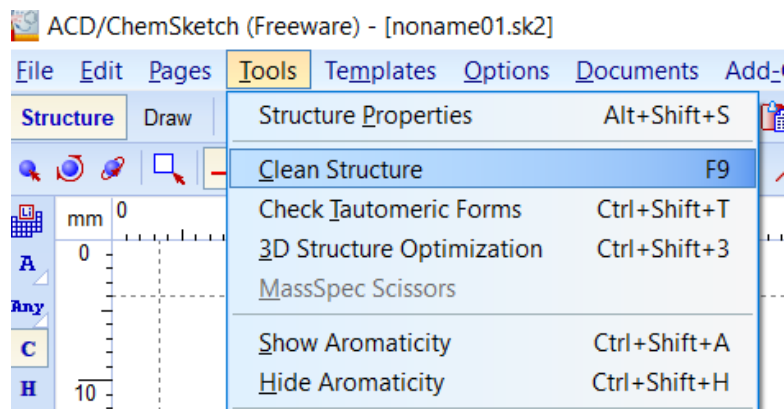 ACD/ChemSketch (Freeware) - [noname01.sk2]
File Edit Pages Tools Templates Options Documents Add-
Structure Draw
Structure Properties Alt+Shift+S
Clean Structure F9
Check Tautomeric Forms Ctrl+Shift+T
3D Structure Optimization Ctrl+Shift+3
MassSpec Scissors
Show Aromaticity Ctrl+Shift+A
Hide Aromaticity Ctrl+Shift+H
Li
mm 0
A 0
Any
C
H 10